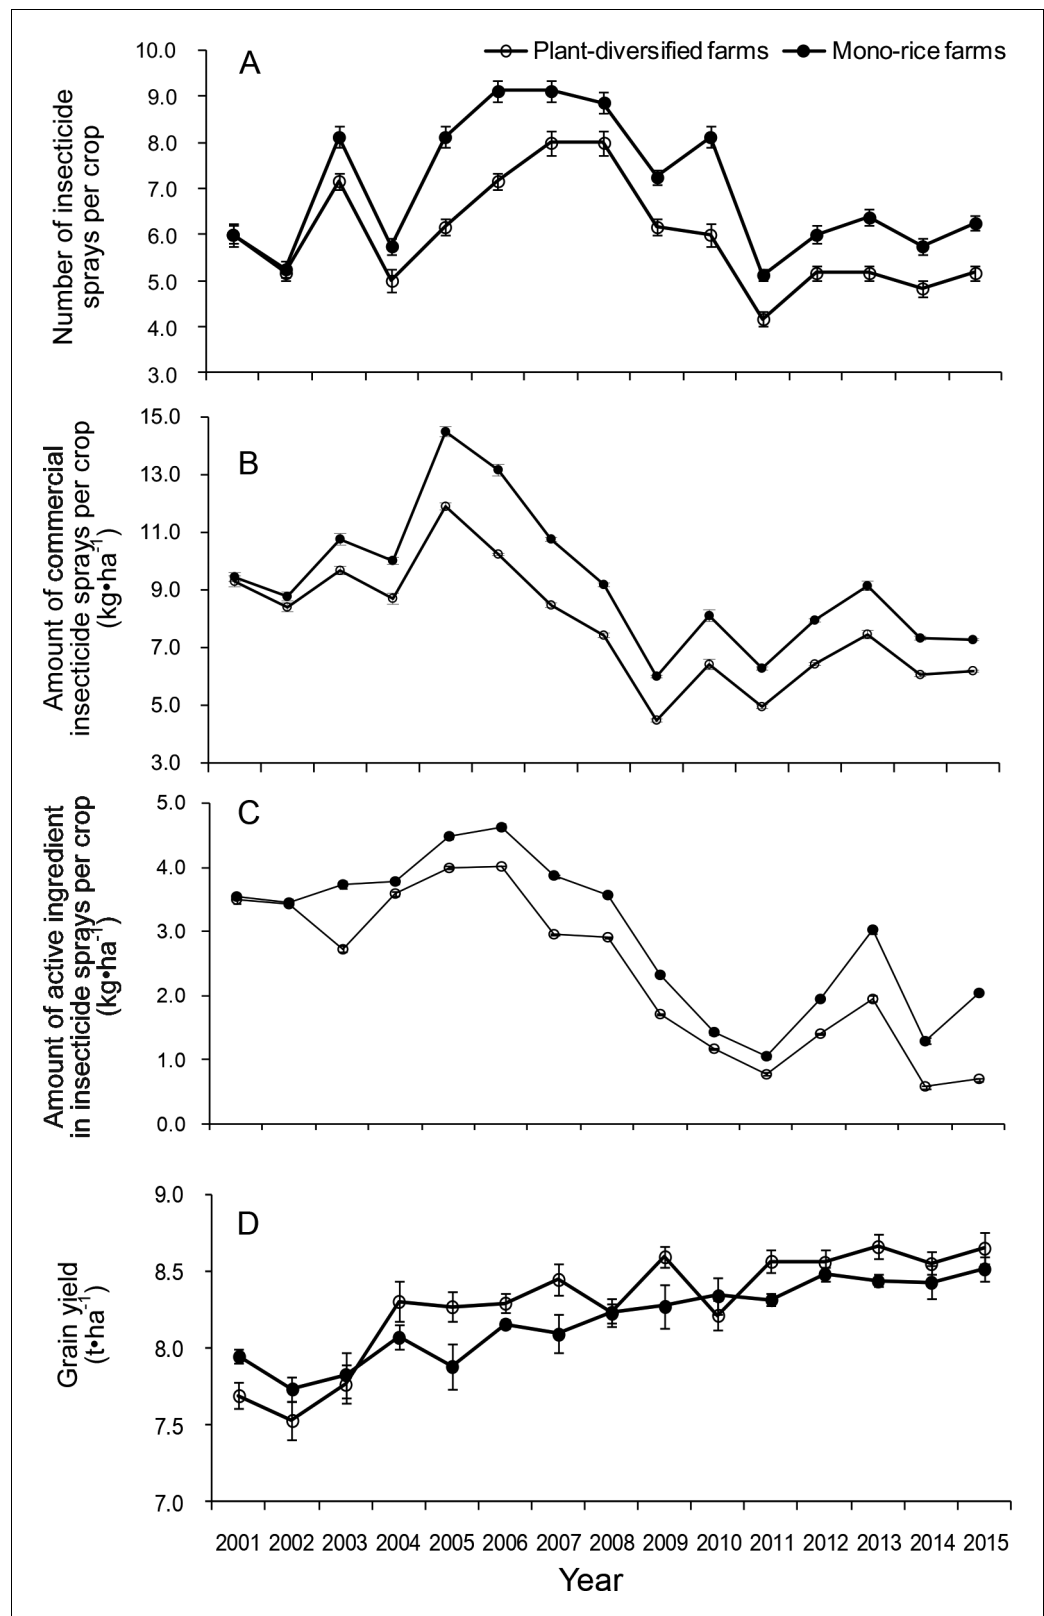 A
Plant-diversified farms
Mono-rice farms
Number of insecticide
sprays per crop
10.0
9.0
8.0
7.0
6.0
5.0
4.0
3.0
B
Amount of commercial
insecticide sprays per crop
(kg•ha⁻¹)
15.0
13.0
11.0
9.0
7.0
5.0
3.0
C
Amount of active ingredient
in insecticide sprays per crop
(kg•ha⁻¹)
5.0
4.0
3.0
2.0
1.0
0.0
D
Grain yield
(t•ha⁻¹)
9.0
8.5
8.0
7.5
7.0
2001 2002 2003 2004 2005 2006 2007 2008 2009 2010 2011 2012 2013 2014 2015
Year